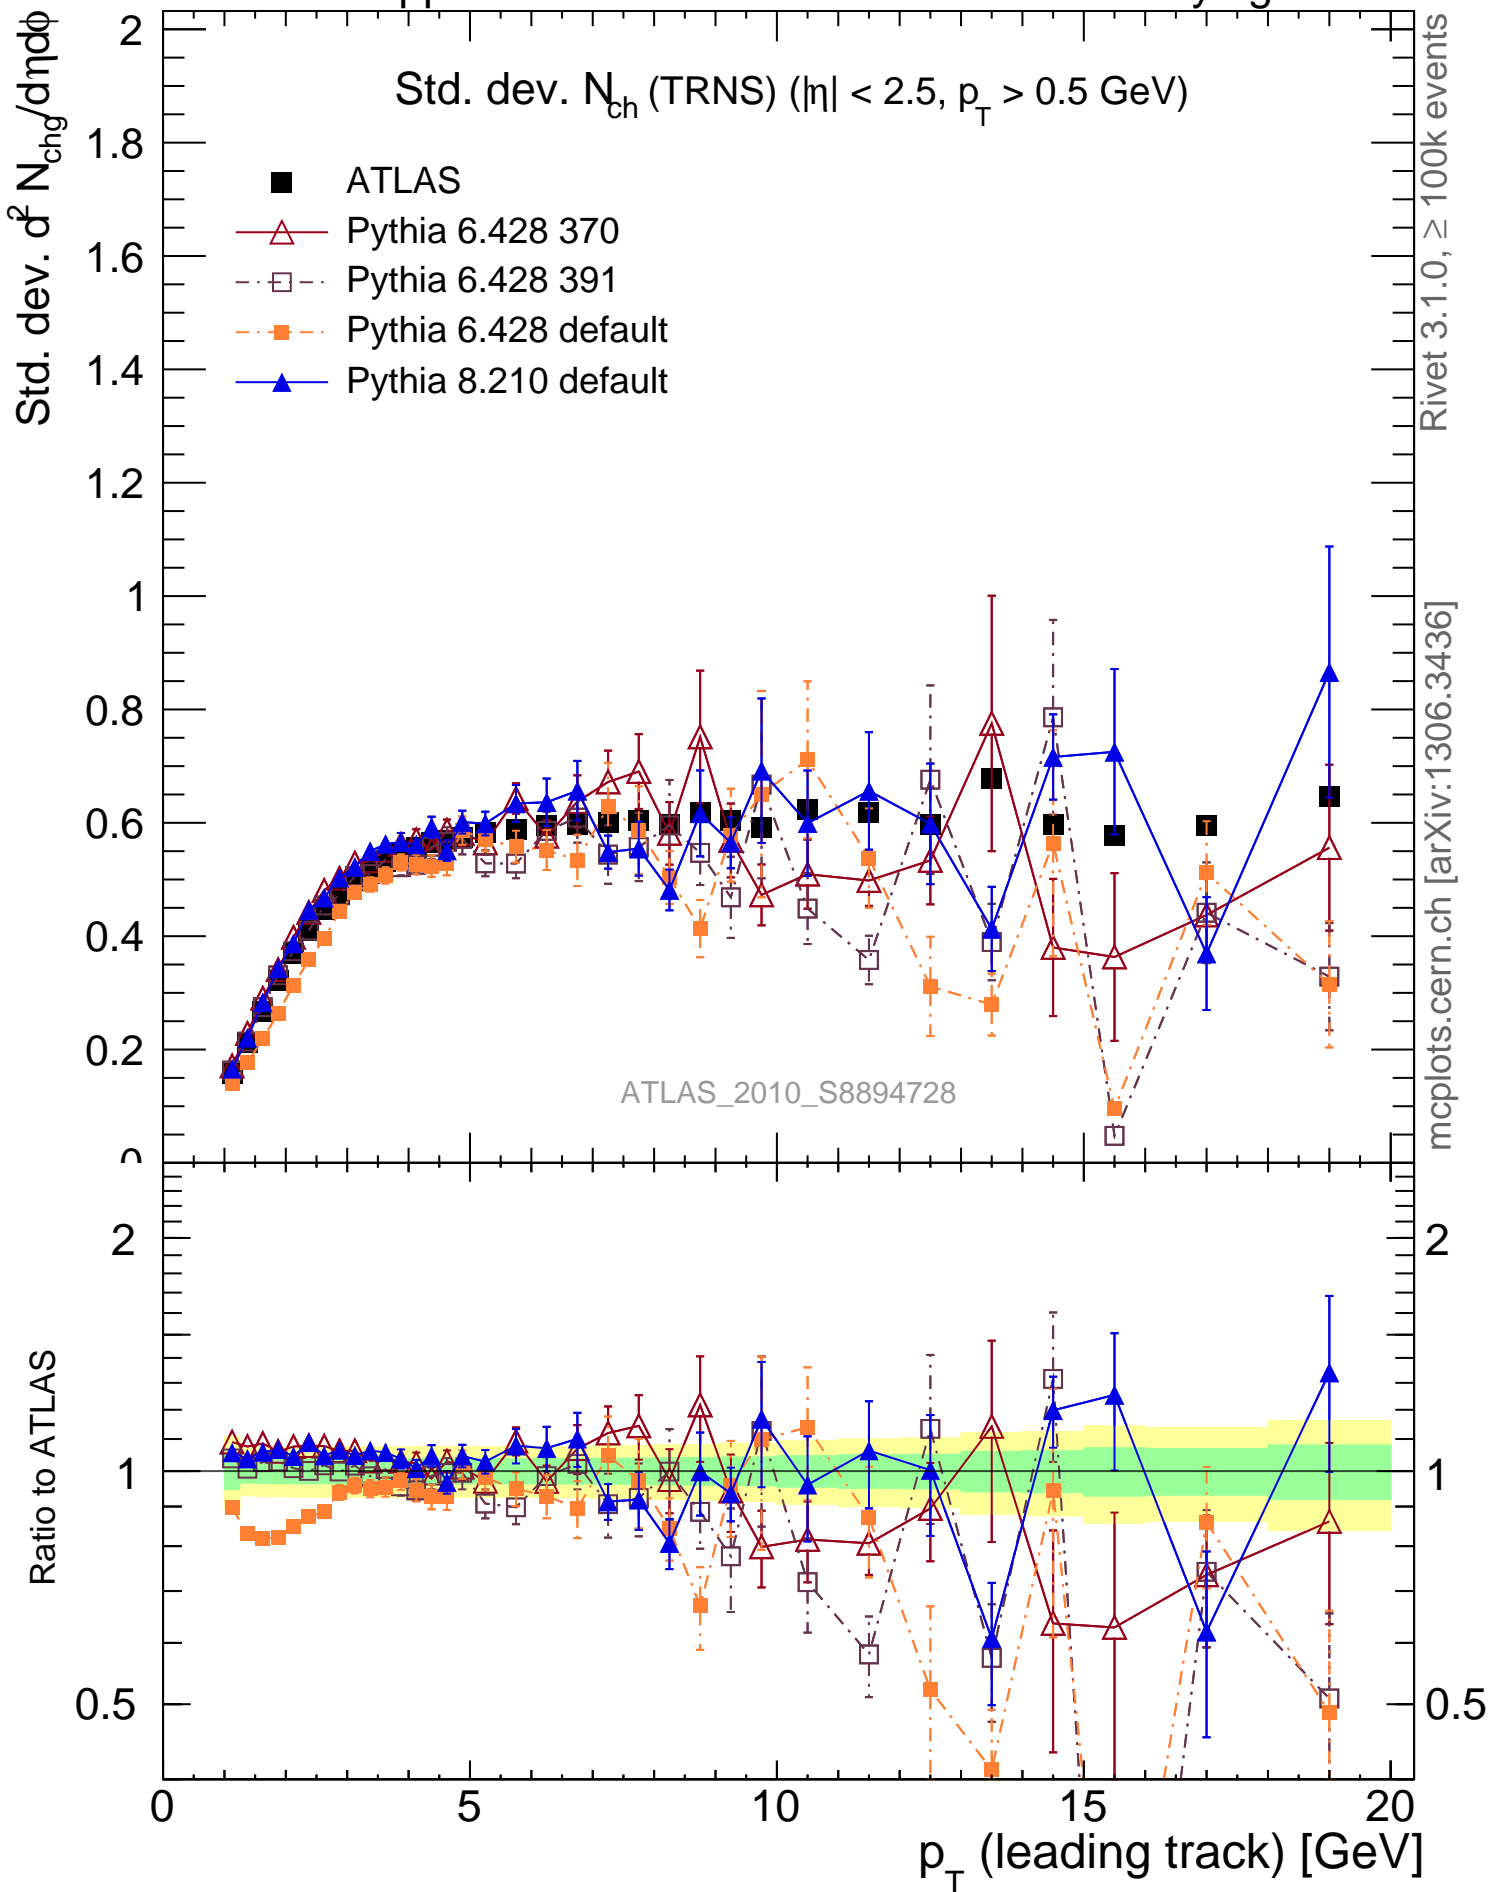 pp
Std. dev. N_ch (TRNS) (|η| < 2.5, p_T > 0.5 GeV)
ATLAS
Pythia 6.428 370
Pythia 6.428 391
Pythia 6.428 default
Pythia 8.210 default
Std. dev. d² N_chg/dηdϕ
2
1.8
1.6
1.4
1.2
1
0.8
0.6
0.4
0.2
0
ATLAS_2010_S8894728
Rivet 3.1.0, ≥ 100k events
mcplots.cern.ch [arXiv:1306.3436]
Ratio to ATLAS
2
1
0.5
2
1
0.5
0 5 10 15 20
p_T (leading track) [GeV]